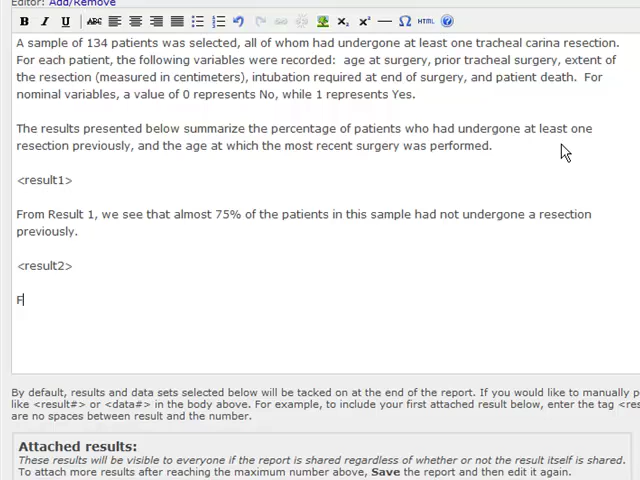 Editor: Add/Remove
B I U ABC HTML
A sample of 134 patients was selected, all of whom had undergone at least one tracheal carina resection.
For each patient, the following variables were recorded: age at surgery, prior tracheal surgery, extent of
the resection (measured in centimeters), intubation required at end of surgery, and patient death. For
nominal variables, a value of 0 represents No, while 1 represents Yes.
The results presented below summarize the percentage of patients who had undergone at least one
resection previously, and the age at which the most recent surgery was performed.
<result1>
From Result 1, we see that almost 75% of the patients in this sample had not undergone a resection
previously.
<result2>
F
By default, results and data sets selected below will be tacked on at the end of the report. If you would like to manually p
like <result#> or <data#> in the body above. For example, to include your first attached result below, enter the tag <res
are no spaces between result and the number.
Attached results:
These results will be visible to everyone if the report is shared regardless of whether or not the result itself is shared.
To attach more results after reaching the maximum number above, Save the report and then edit it again.